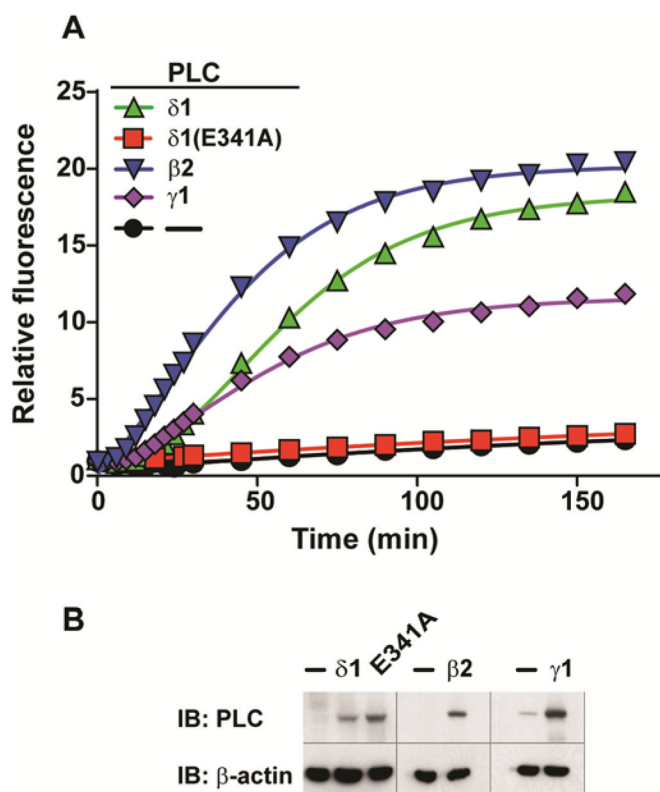 A
PLC
δ1
δ1(E341A)
β2
γ1
—
25
20
15
10
5
0
Relative fluorescence
0 50 100 150
Time (min)
B
— δ1 E341A — β2 — γ1
IB: PLC
IB: β-actin